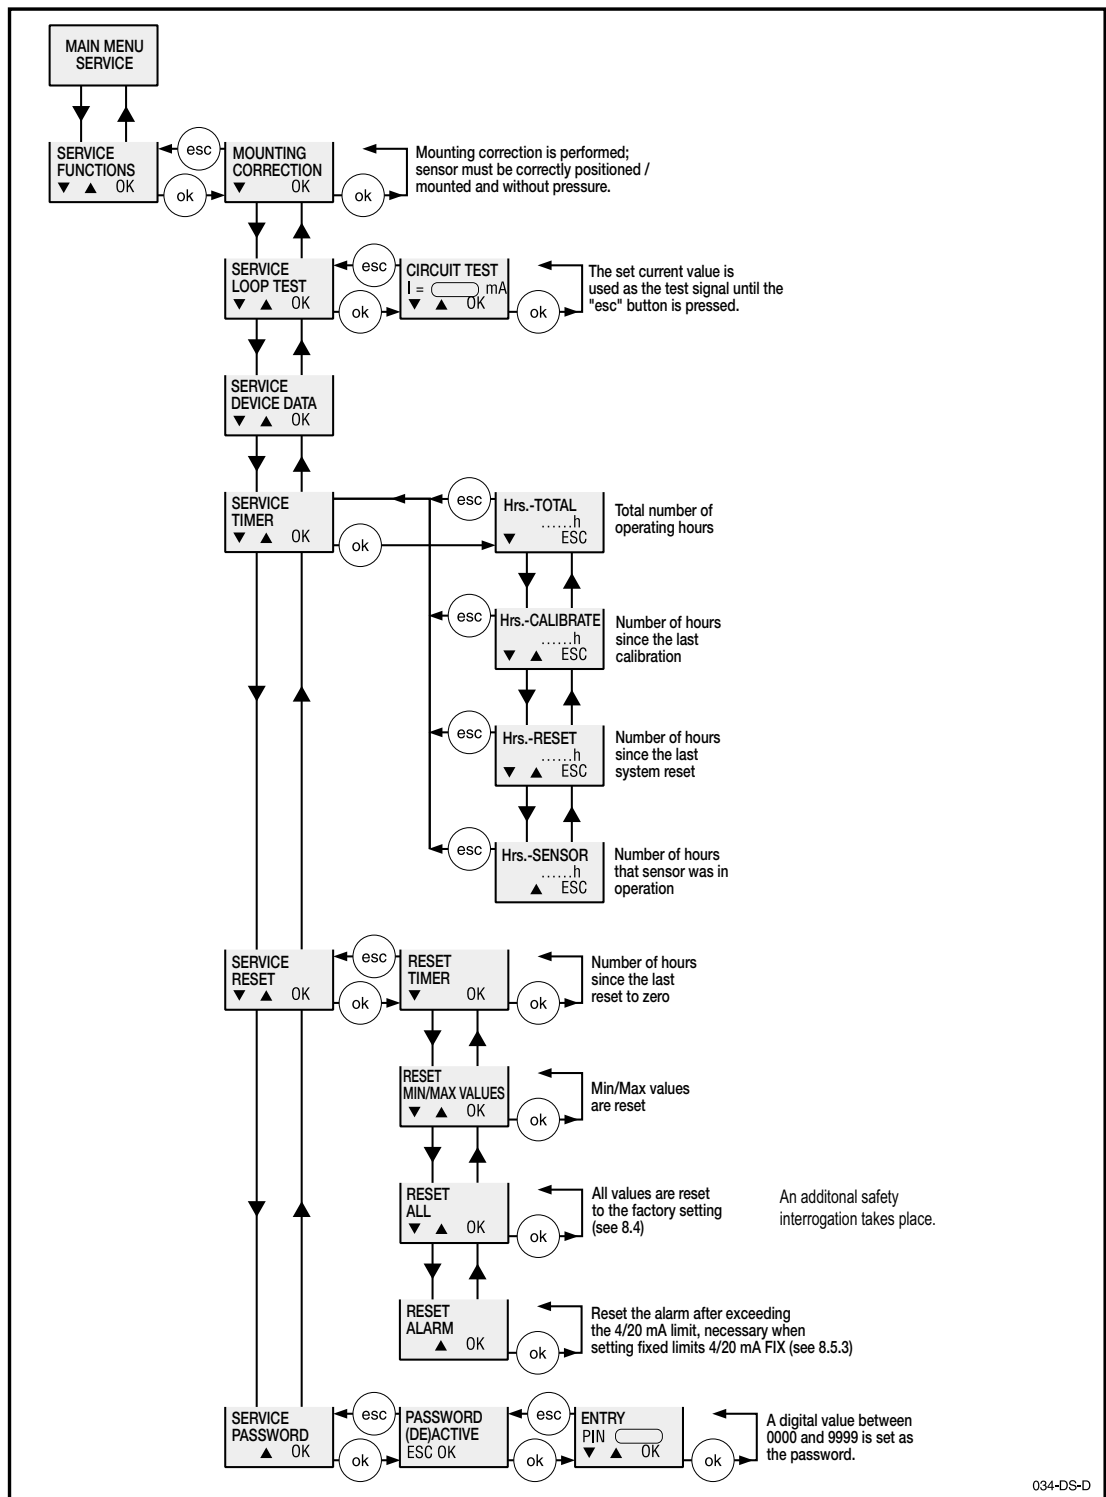 MAIN MENU
SERVICE
SERVICE
FUNCTIONS
▼ ▲ OK
esc
ok
MOUNTING
CORRECTION
▼ OK
ok
Mounting correction is performed;
sensor must be correctly positioned /
mounted and without pressure.
SERVICE
LOOP TEST
▼ ▲ OK
esc
ok
CIRCUIT TEST
I = mA
▼ ▲ OK
ok
The set current value is
used as the test signal until the
"esc" button is pressed.
SERVICE
DEVICE DATA
▼ ▲ OK
SERVICE
TIMER
▼ ▲ OK
ok
esc
Hrs.-TOTAL
......h
▼ ESC
Total number of
operating hours
esc
Hrs.-CALIBRATE
......h
▼ ▲ ESC
Number of hours
since the last
calibration
esc
Hrs.-RESET
......h
▼ ▲ ESC
Number of hours
since the last
system reset
esc
Hrs.-SENSOR
......h
▲ ESC
Number of hours
that sensor was in
operation
SERVICE
RESET
▼ ▲ OK
esc
ok
RESET
TIMER
▼ OK
ok
Number of hours
since the last
reset to zero
RESET
MIN/MAX VALUES
▼ ▲ OK
ok
Min/Max values
are reset
RESET
ALL
▼ ▲ OK
ok
All values are reset
to the factory setting
(see 8.4)
An additonal safety
interrogation takes place.
RESET
ALARM
▲ OK
ok
Reset the alarm after exceeding
the 4/20 mA limit, necessary when
setting fixed limits 4/20 mA FIX (see 8.5.3)
SERVICE
PASSWORD
▲ OK
esc
ok
PASSWORD
(DE)ACTIVE
ESC OK
esc
ok
ENTRY
PIN
▼ ▲ OK
ok
A digital value between
0000 and 9999 is set as
the password.
034-DS-D